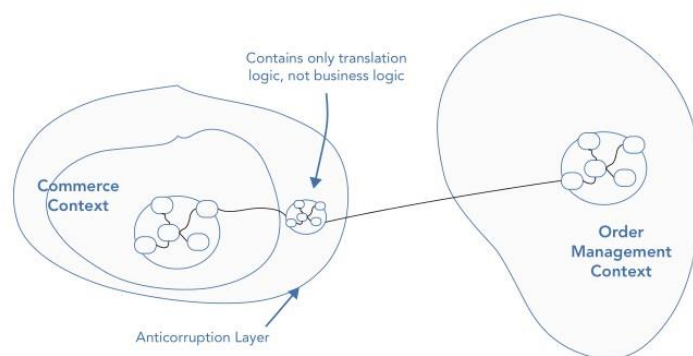 Contains only translation
logic, not business logic
Commerce
Context
Order
Management
Context
Anticorruption Layer